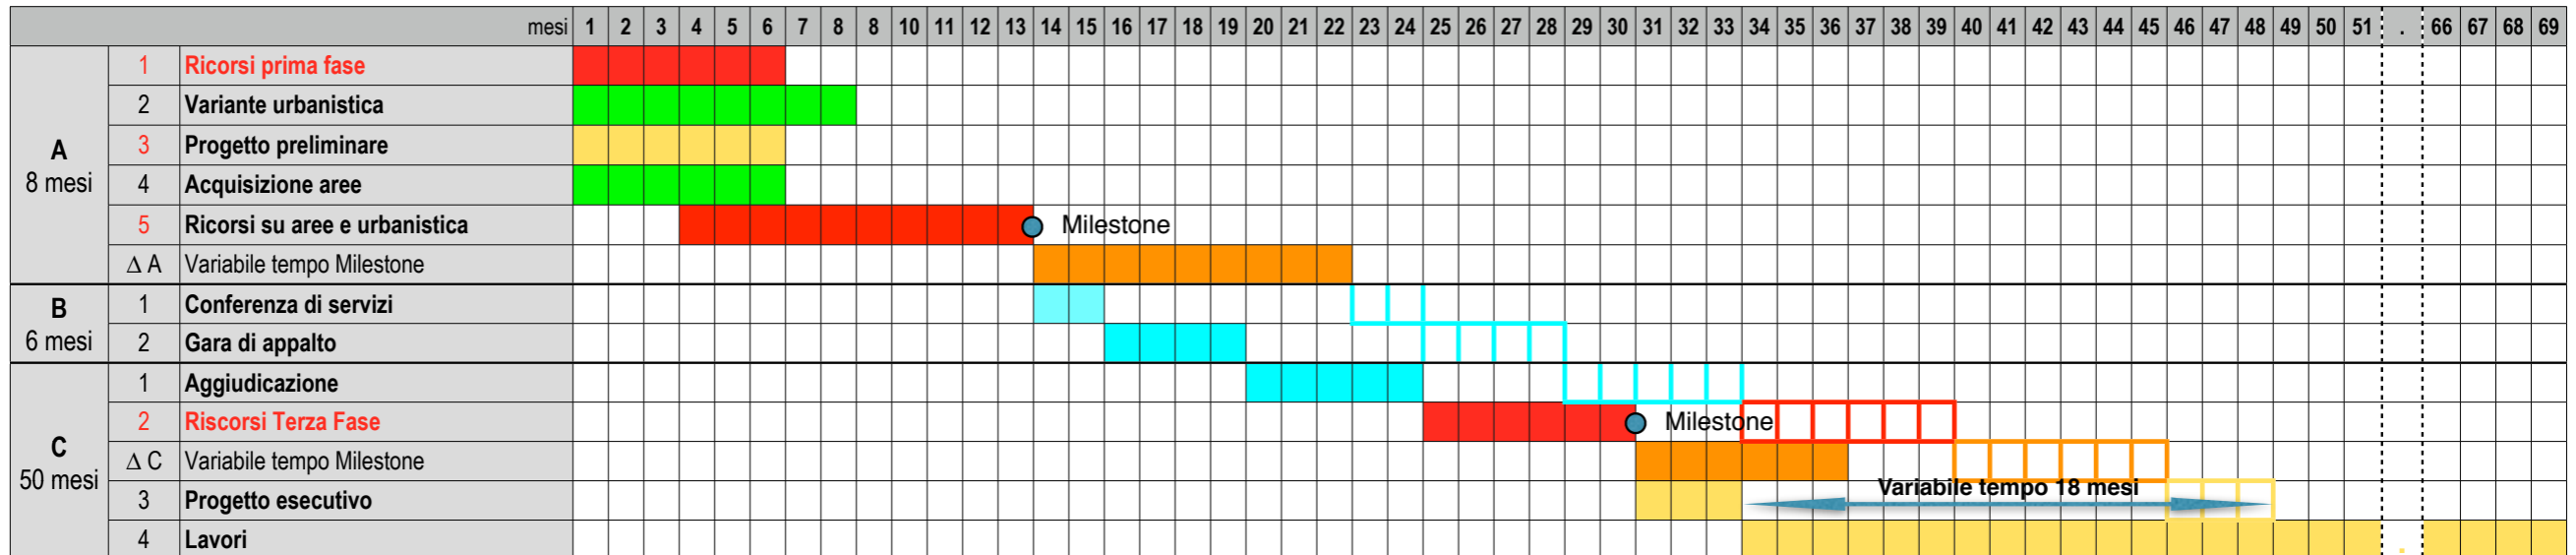 mesi 1 2 3 4 5 6 7 8 8 10 11 12 13 14 15 16 17 18 19 20 21 22 23 24 25 26 27 28 29 30 31 32 33 34 35 36 37 38 39 40 41 42 43 44 45 46 47 48 49 50 51 . 66 67 68 69
A
8 mesi
1 Ricorsi prima fase
2 Variante urbanistica
3 Progetto preliminare
4 Acquisizione aree
5 Ricorsi su aree e urbanistica Milestone
Δ A Variabile tempo Milestone
B
6 mesi
1 Conferenza di servizi
2 Gara di appalto
C
50 mesi
1 Aggiudicazione
2 Riscorsi Terza Fase Milestone
Δ C Variabile tempo Milestone
3 Progetto esecutivo Variabile tempo 18 mesi
4 Lavori